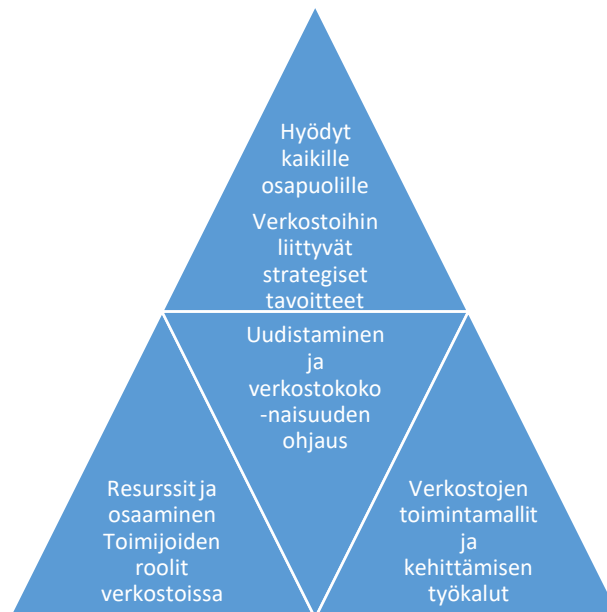 Hyödyt
kaikille
osapuolille
Verkostoihin
liittyvät
strategiset
tavoitteet
Uudistaminen
ja
verkostokoko
-naisuuden
ohjaus
Resurssit ja
osaaminen
Toimijoiden
roolit
verkostoissa
Verkostojen
toimintamallit
ja
kehittämisen
työkalut